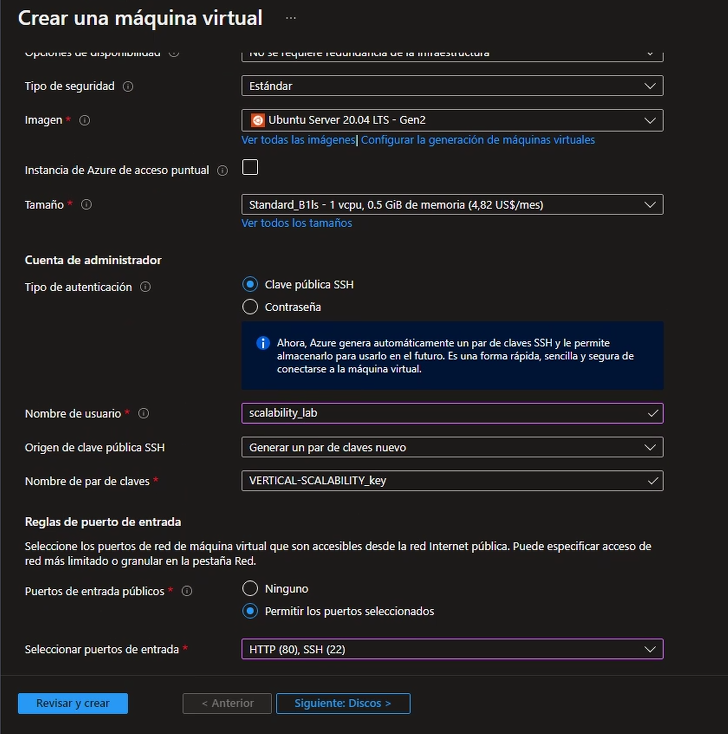 Crear una máquina virtual ...
Opciones de disponibilidad
No se requiere redundancia de la infraestructura
Tipo de seguridad
Estándar
Imagen *
Ubuntu Server 20.04 LTS - Gen2
Ver todas las imágenes | Configurar la generación de máquinas virtuales
Instancia de Azure de acceso puntual
Tamaño *
Standard_B1ls - 1 vcpu, 0.5 GiB de memoria (4,82 US$/mes)
Ver todos los tamaños
Cuenta de administrador
Tipo de autenticación
Clave pública SSH
Contraseña
Ahora, Azure genera automáticamente un par de claves SSH y le permite
almacenarlo para usarlo en el futuro. Es una forma rápida, sencilla y segura de
conectarse a la máquina virtual.
Nombre de usuario *
scalability_lab
Origen de clave pública SSH
Generar un par de claves nuevo
Nombre de par de claves *
VERTICAL-SCALABILITY_key
Reglas de puerto de entrada
Seleccione los puertos de red de máquina virtual que son accesibles desde la red Internet pública. Puede especificar acceso de
red más limitado o granular en la pestaña Red.
Puertos de entrada públicos *
Ninguno
Permitir los puertos seleccionados
Seleccionar puertos de entrada *
HTTP (80), SSH (22)
Revisar y crear
< Anterior
Siguiente: Discos >